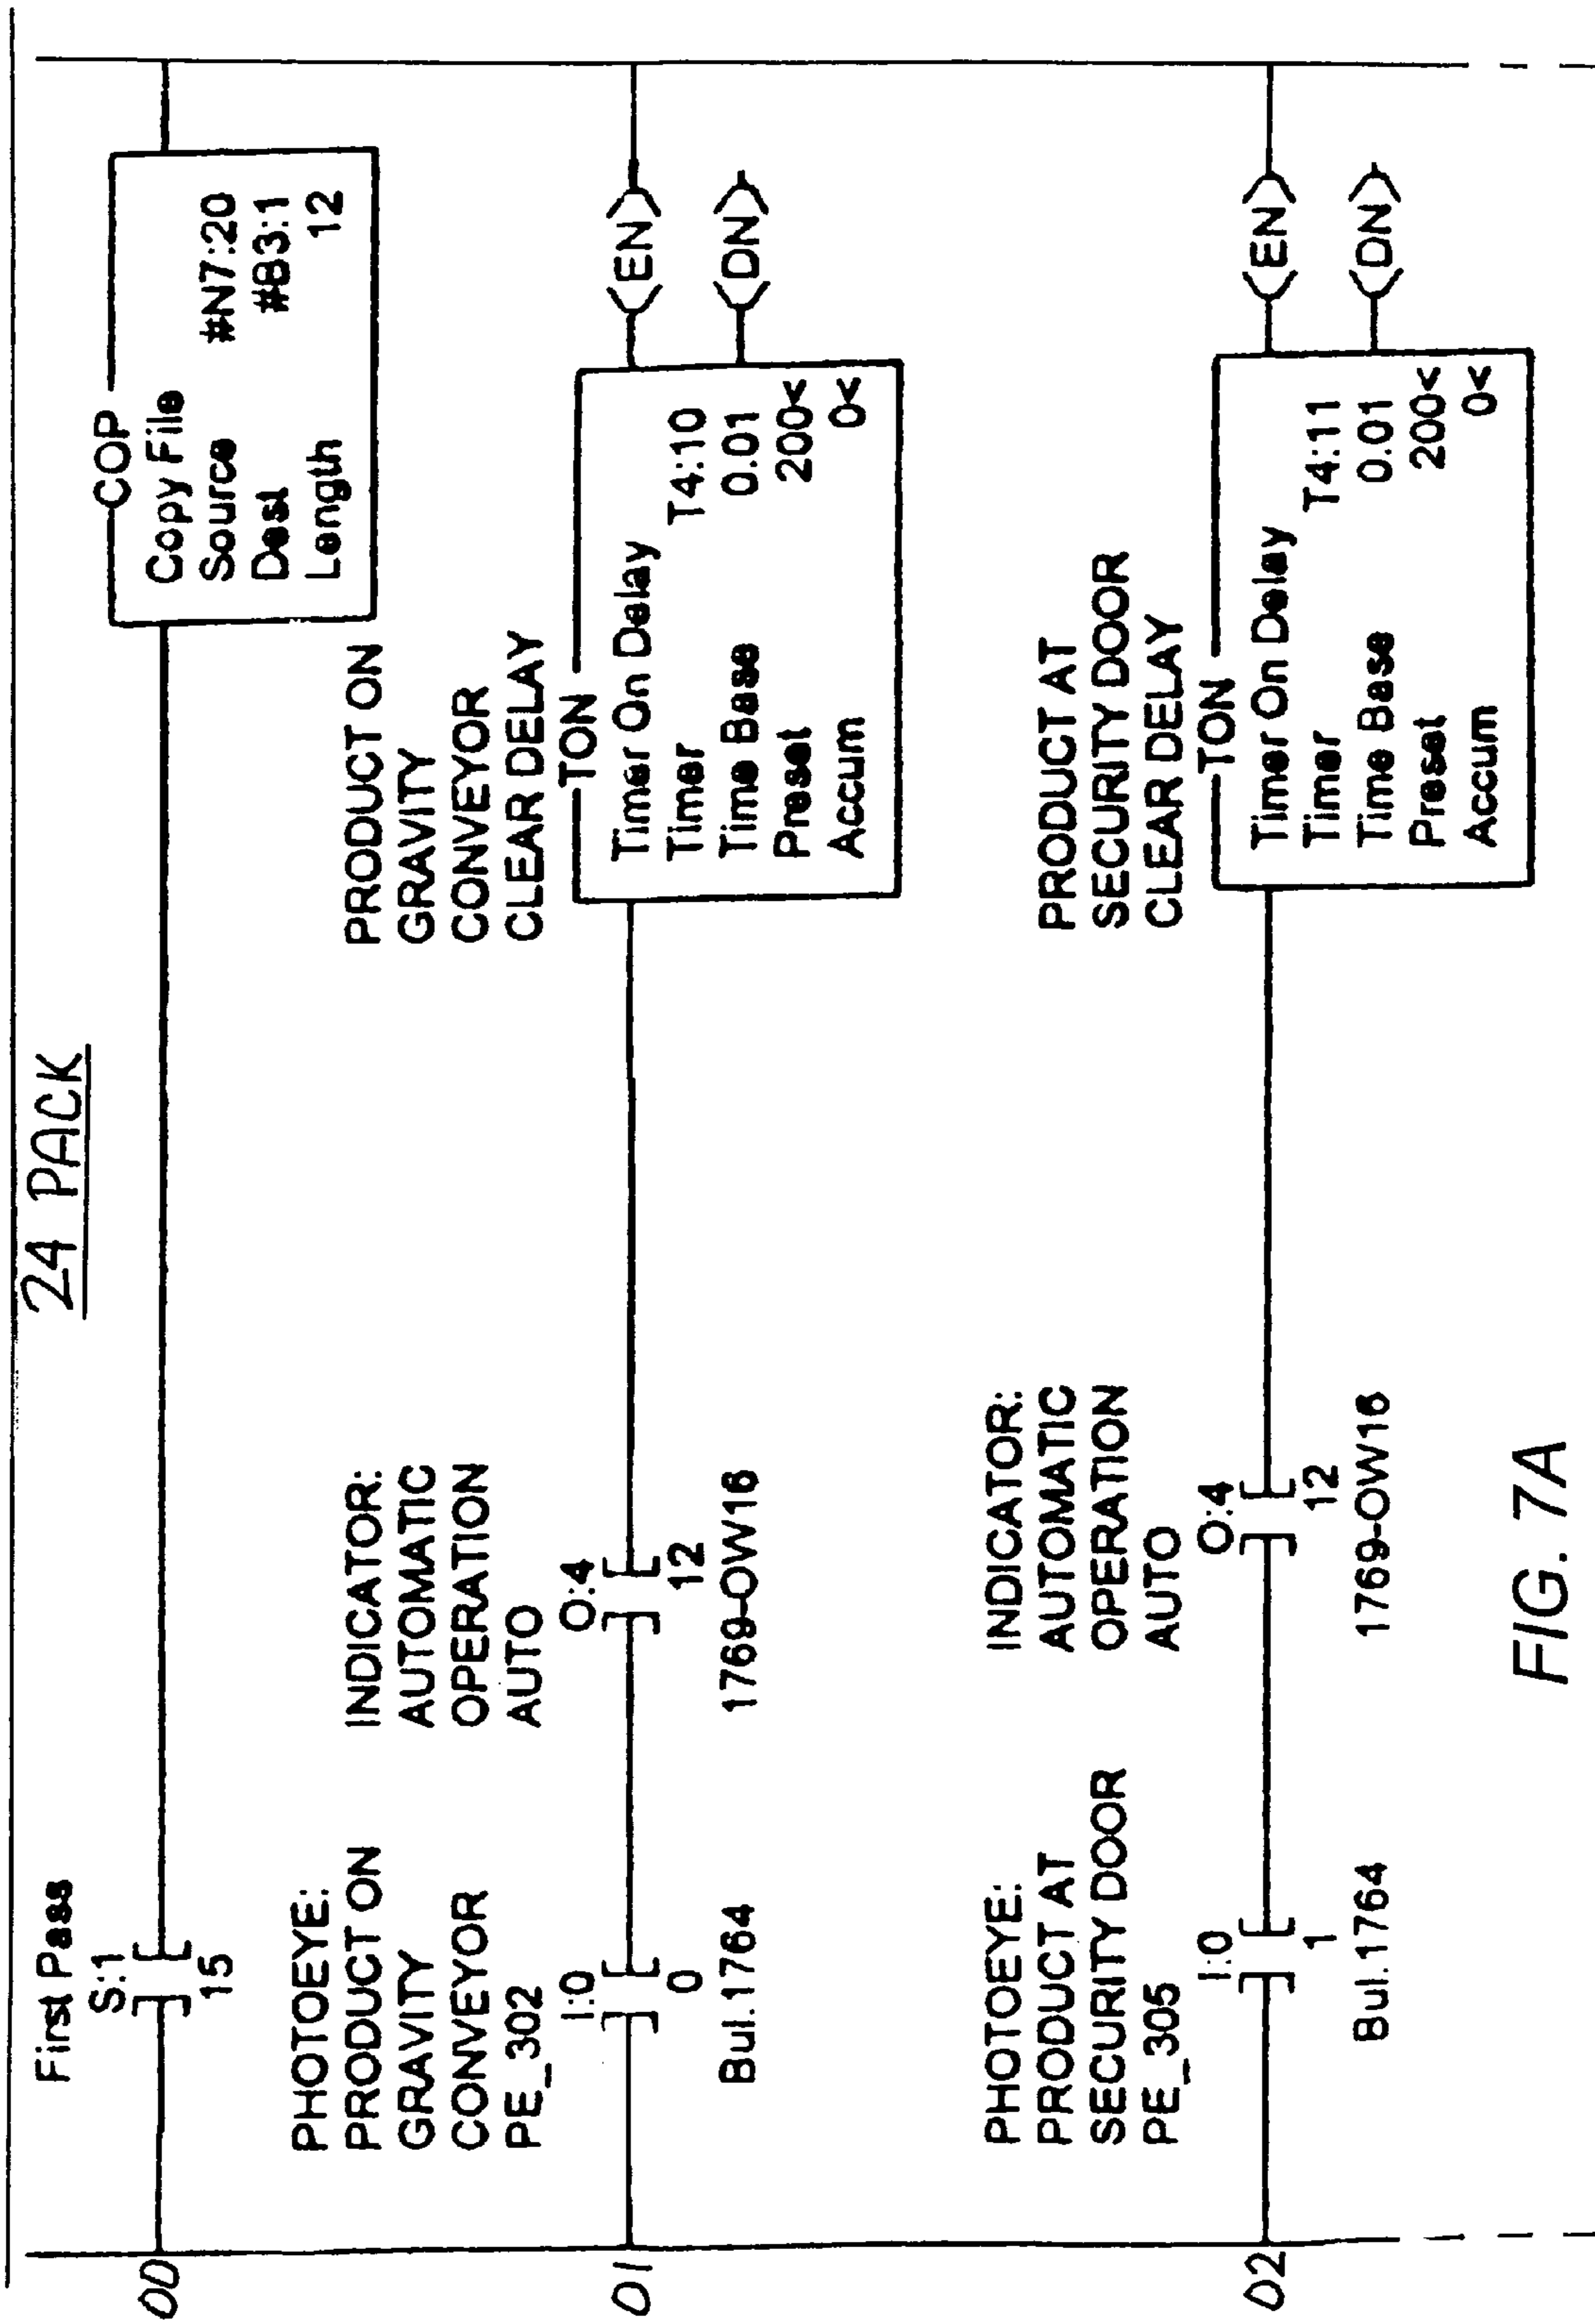 24 PACK
First Pass
S:1
15
00
COP
Copy File
Source #N7:20
Dest #B3:1
Length 12
PHOTOEYE:
PRODUCT ON
GRAVITY
CONVEYOR
PE_302
I:0
0
Bul.1764
INDICATOR:
AUTOMATIC
OPERATION
AUTO
O:4
12
1769-OW16
PRODUCT ON
GRAVITY
CONVEYOR
CLEAR DELAY
01
TON
Timer On Delay
Timer T4:10
Time Base 0.01
Preset 200<
Accum 0<
EN
DN
PHOTOEYE:
PRODUCT AT
SECURITY DOOR
PE_305
I:0
1
Bul.1764
INDICATOR:
AUTOMATIC
OPERATION
AUTO
O:4
12
1769-OW16
PRODUCT AT
SECURITY DOOR
CLEAR DELAY
02
TON
Timer On Delay
Timer T4:11
Time Base 0.01
Preset 200<
Accum 0<
EN
DN
FIG. 7A